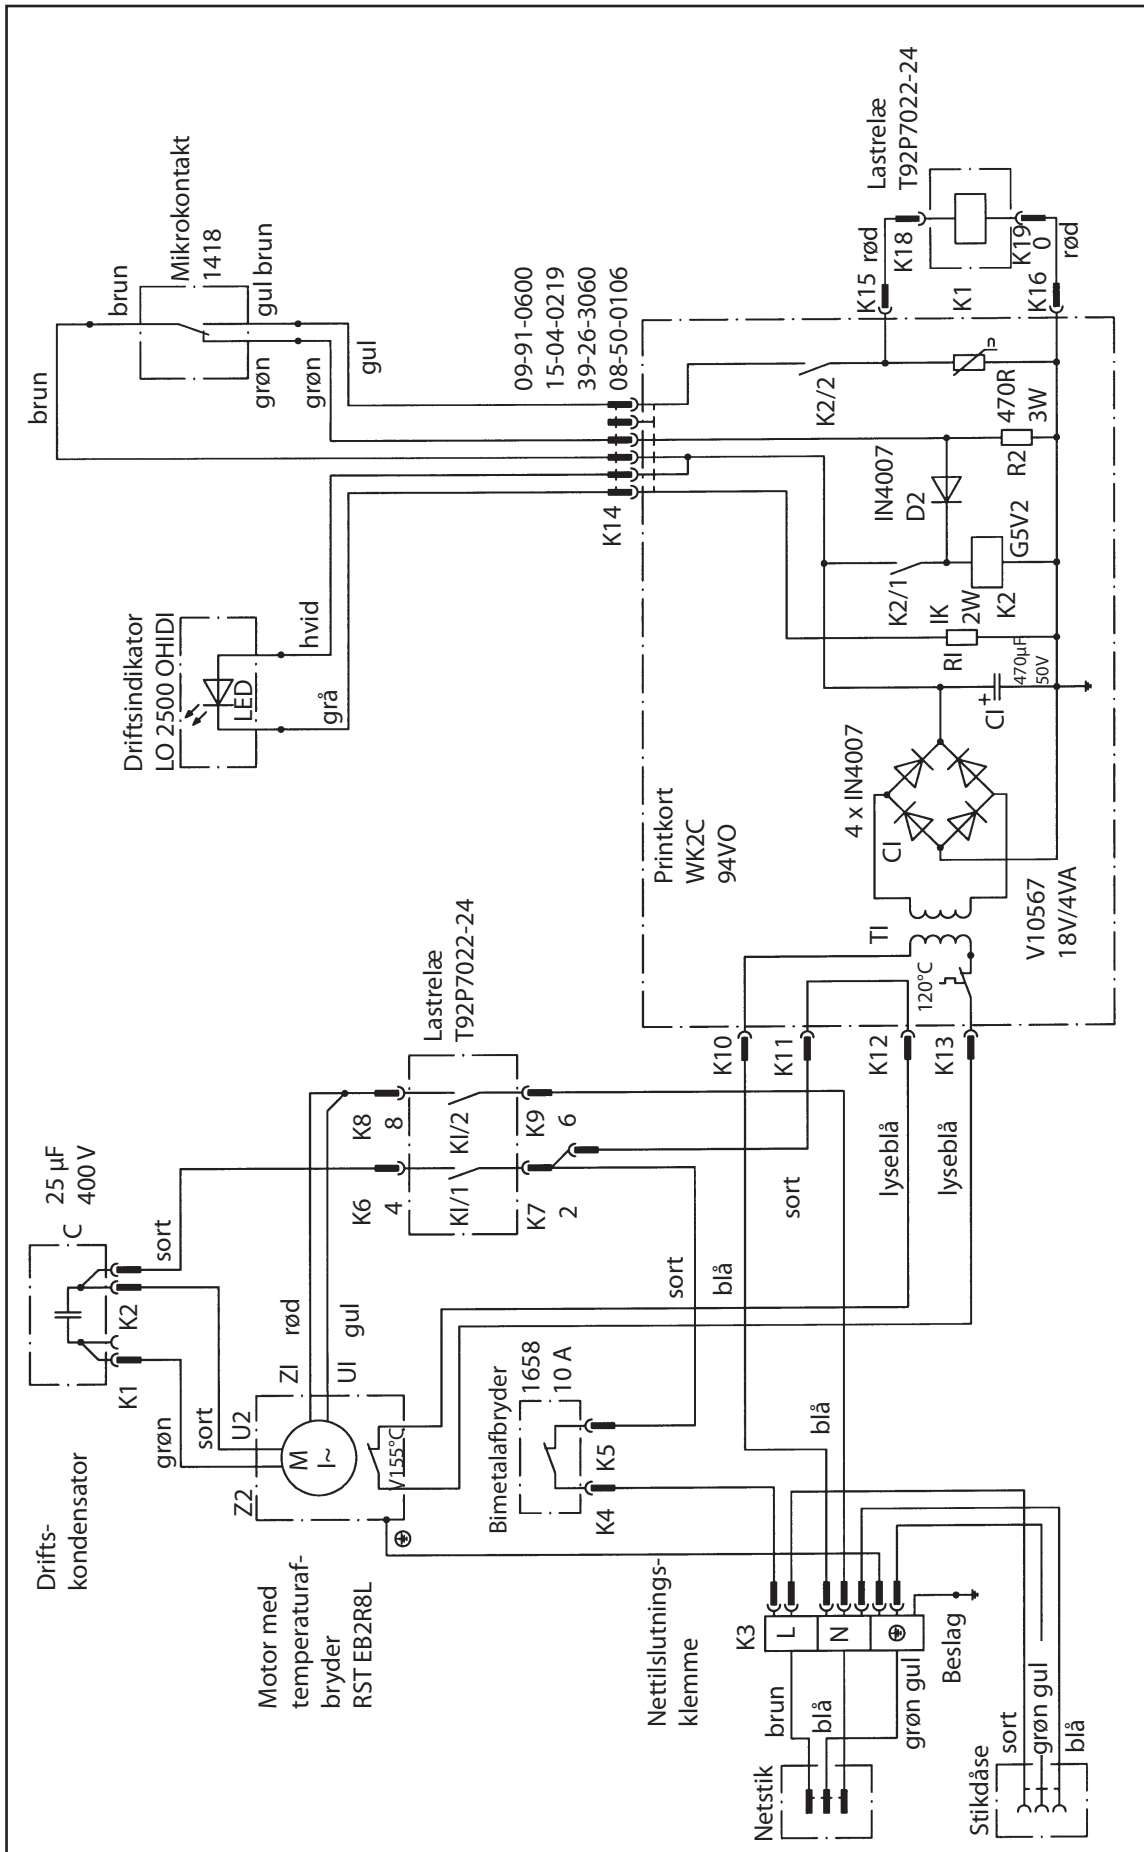 Drifts-
kondensator
C
25 µF
400 V
K1
K2
grøn
sort
sort
Z2
U2
ZI
UI
rød
gul
M
I~
V155°C
Motor med
temperaturaf-
bryder
RST EB2R8L
K6
4
K8
8
KI/1
KI/2
K7
2
K9
6
Lastrelæ
T92P7022-24
Bimetalafbryder
1658
10 A
K4
K5
sort
blå
sort
lyseblå
lyseblå
blå
Nettilslutnings-
klemme
K3
L
N
Beslag
brun
blå
grøn gul
Netstik
Stikdåse
sort
grøn gul
blå
Driftsindikator
LO 2500 OHIDI
LED
grå
hvid
Mikrokontakt
1418
brun
brun
grøn
gul brun
grøn
gul
09-91-0600
15-04-0219
39-26-3060
08-50-0106
K14
Printkort
WK2C
94VO
K10
K11
K12
K13
120°C
TI
V10567
18V/4VA
4 x IN4007
CI
CI
+
470µF
50V
RI
IK
2W
K2/1
K2
G5V2
IN4007
D2
R2
470R
3W
K2/2
K15
rød
K18
K1
K16
K19
0
rød
Lastrelæ
T92P7022-24